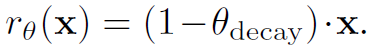 r_θ(x) = (1−θ_decay)·x.